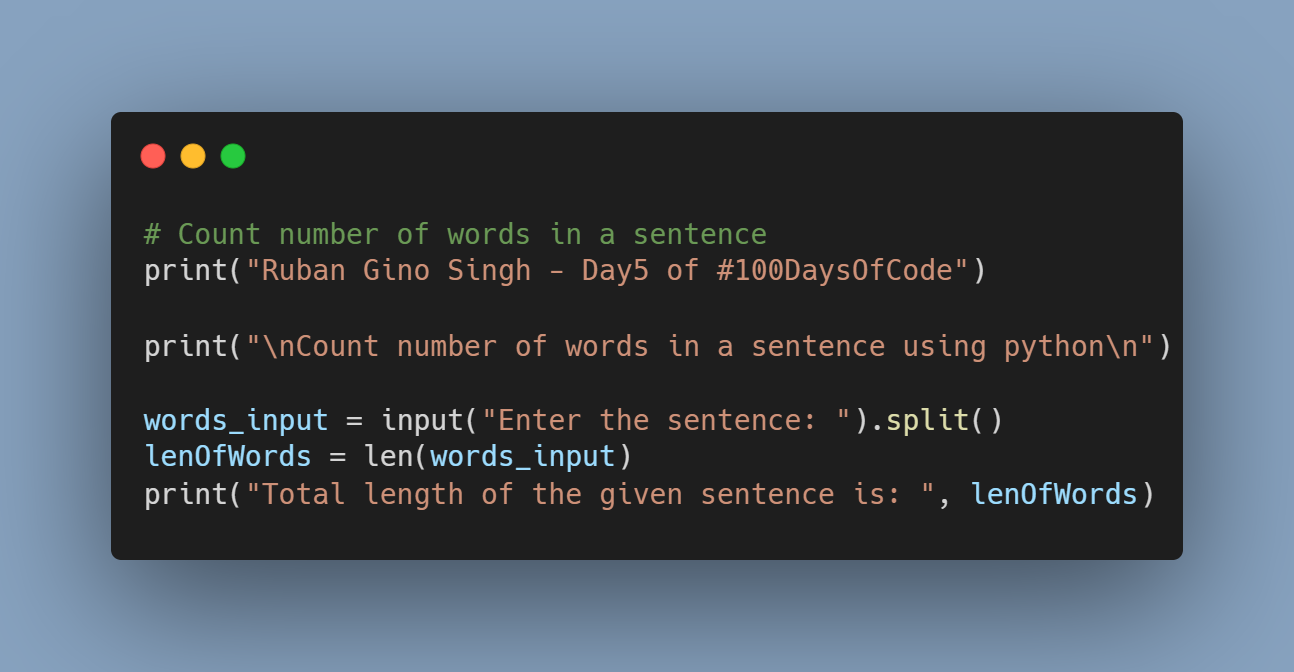 # Count number of words in a sentence
print("Ruban Gino Singh - Day5 of #100DaysOfCode")
print("\nCount number of words in a sentence using python\n")
words_input = input("Enter the sentence: ").split()
lenOfWords = len(words_input)
print("Total length of the given sentence is: ", lenOfWords)